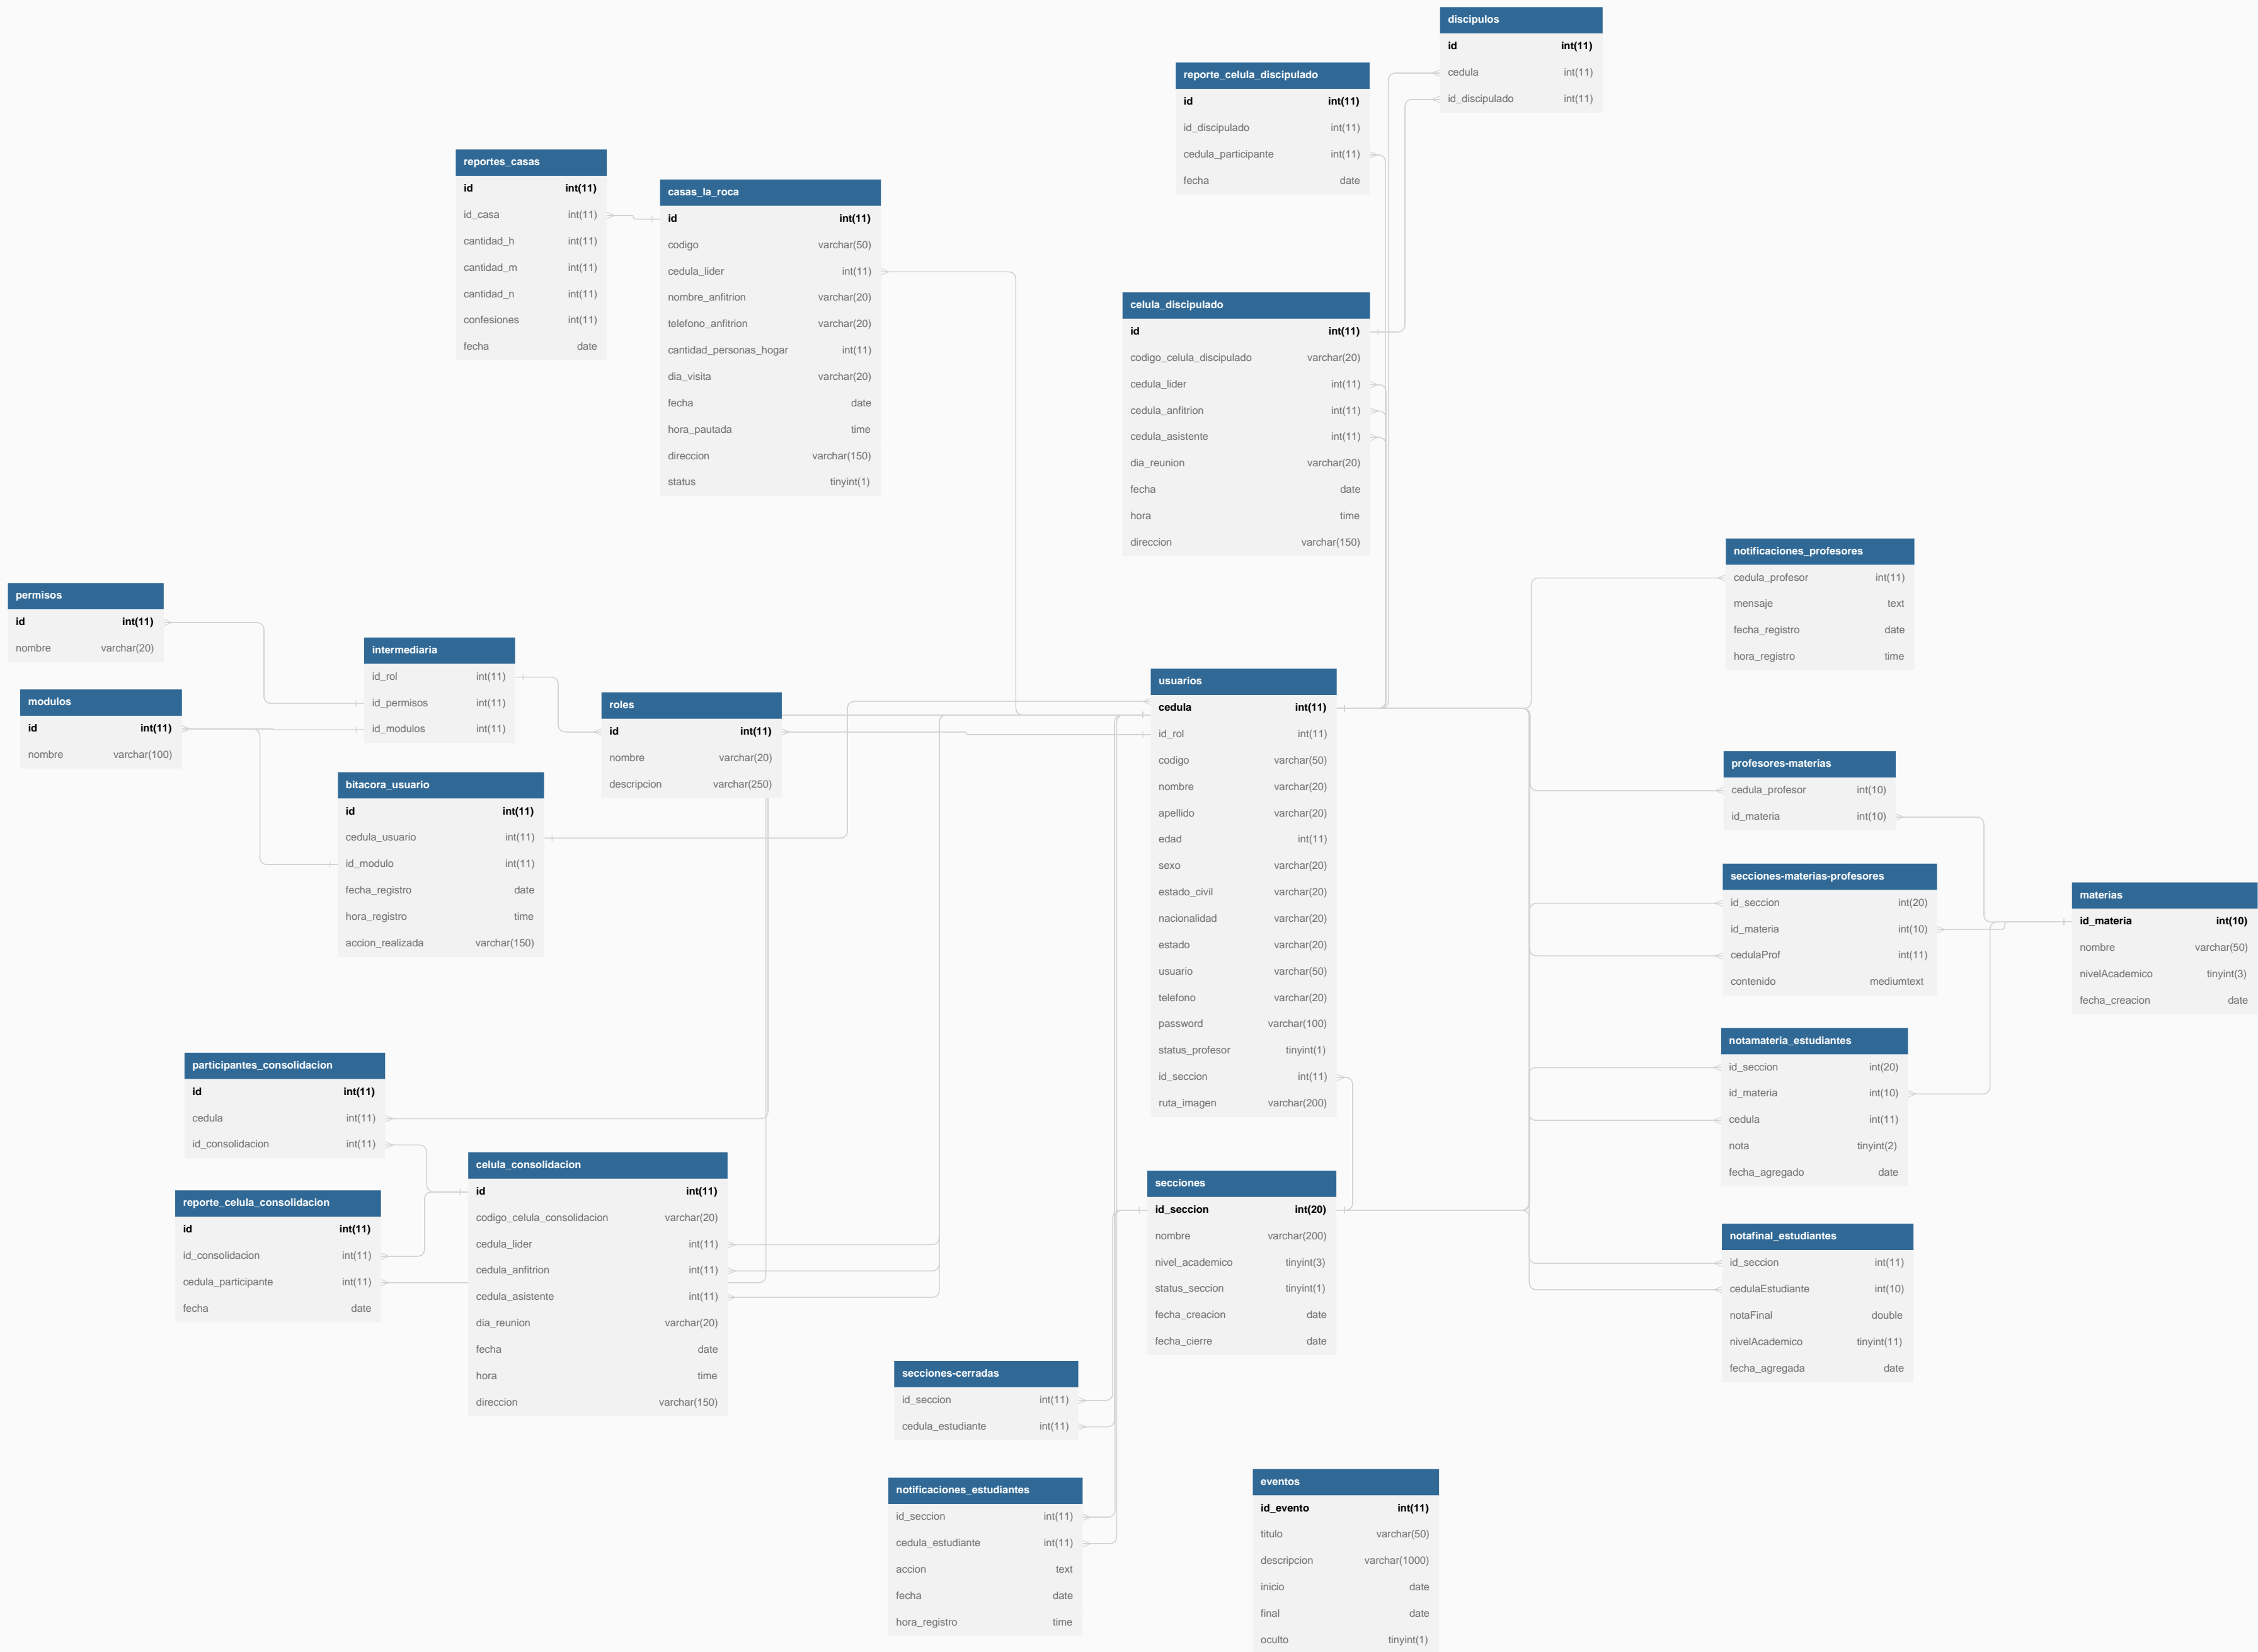 discipulos
id int(11)
cedula int(11)
id_discipulado int(11)
reporte_celula_discipulado
id int(11)
id_discipulado int(11)
cedula_participante int(11)
fecha date
reportes_casas
id int(11)
id_casa int(11)
cantidad_h int(11)
cantidad_m int(11)
cantidad_n int(11)
confesiones int(11)
fecha date
casas_la_roca
id int(11)
codigo varchar(50)
cedula_lider int(11)
nombre_anfitrion varchar(20)
telefono_anfitrion varchar(20)
cantidad_personas_hogar int(11)
dia_visita varchar(20)
fecha date
hora_pautada time
direccion varchar(150)
status tinyint(1)
celula_discipulado
id int(11)
codigo_celula_discipulado varchar(20)
cedula_lider int(11)
cedula_anfitrion int(11)
cedula_asistente int(11)
dia_reunion varchar(20)
fecha date
hora time
direccion varchar(150)
notificaciones_profesores
cedula_profesor int(11)
mensaje text
fecha_registro date
hora_registro time
permisos
id int(11)
nombre varchar(20)
modulos
id int(11)
nombre varchar(100)
intermediaria
id_rol int(11)
id_permisos int(11)
id_modulos int(11)
roles
id int(11)
nombre varchar(20)
descripcion varchar(250)
bitacora_usuario
id int(11)
cedula_usuario int(11)
id_modulo int(11)
fecha_registro date
hora_registro time
accion_realizada varchar(150)
usuarios
cedula int(11)
id_rol int(11)
codigo varchar(50)
nombre varchar(20)
apellido varchar(20)
edad int(11)
sexo varchar(20)
estado_civil varchar(20)
nacionalidad varchar(20)
estado varchar(20)
usuario varchar(50)
telefono varchar(20)
password varchar(100)
status_profesor tinyint(1)
id_seccion int(11)
ruta_imagen varchar(200)
profesores-materias
cedula_profesor int(10)
id_materia int(10)
secciones-materias-profesores
id_seccion int(20)
id_materia int(10)
cedulaProf int(11)
contenido mediumtext
materias
id_materia int(10)
nombre varchar(50)
nivelAcademico tinyint(3)
fecha_creacion date
notamateria_estudiantes
id_seccion int(20)
id_materia int(10)
cedula int(11)
nota tinyint(2)
fecha_agregado date
participantes_consolidacion
id int(11)
cedula int(11)
id_consolidacion int(11)
reporte_celula_consolidacion
id int(11)
id_consolidacion int(11)
cedula_participante int(11)
fecha date
celula_consolidacion
id int(11)
codigo_celula_consolidacion varchar(20)
cedula_lider int(11)
cedula_anfitrion int(11)
cedula_asistente int(11)
dia_reunion varchar(20)
fecha date
hora time
direccion varchar(150)
secciones
id_seccion int(20)
nombre varchar(200)
nivel_academico tinyint(3)
status_seccion tinyint(1)
fecha_creacion date
fecha_cierre date
notafinal_estudiantes
id_seccion int(11)
cedulaEstudiante int(10)
notaFinal double
nivelAcademico tinyint(11)
fecha_agregada date
secciones-cerradas
id_seccion int(11)
cedula_estudiante int(11)
notificaciones_estudiantes
id_seccion int(11)
cedula_estudiante int(11)
accion text
fecha date
hora_registro time
eventos
id_evento int(11)
titulo varchar(50)
descripcion varchar(1000)
inicio date
final date
oculto tinyint(1)